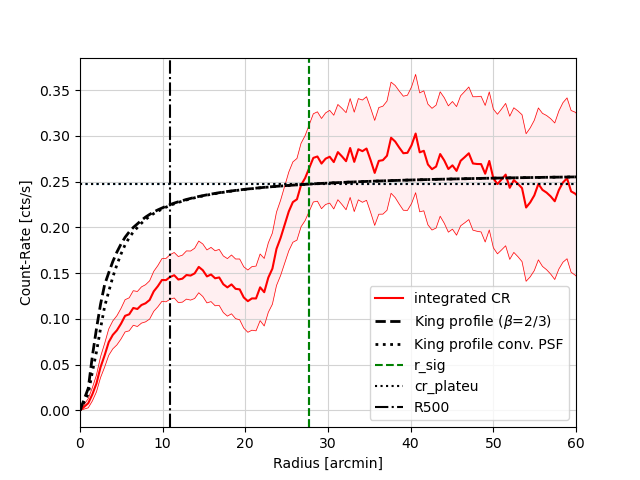 0.35
0.30
0.25
0.20
0.15
0.10
0.05
0.00
Count-Rate [cts/s]
integrated CR
King profile (β=2/3)
King profile conv. PSF
r_sig
cr_plateu
R500
0 10 20 30 40 50 60
Radius [arcmin]